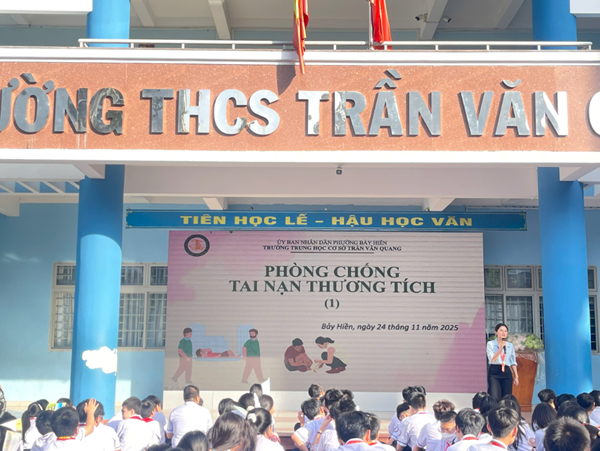 ƯỜNG THCS TRẦN VĂN
TIÊN HỌC LỄ - HẬU HỌC VĂN
ỦY BAN NHÂN DÂN PHƯỜNG BẢY HIỀN
TRƯỜNG TRUNG HỌC CƠ SỞ TRẦN VĂN QUANG
PHÒNG CHỐNG
TAI NẠN THƯƠNG TÍCH
(1)
Bảy Hiền, ngày 24 tháng 11 năm 2025